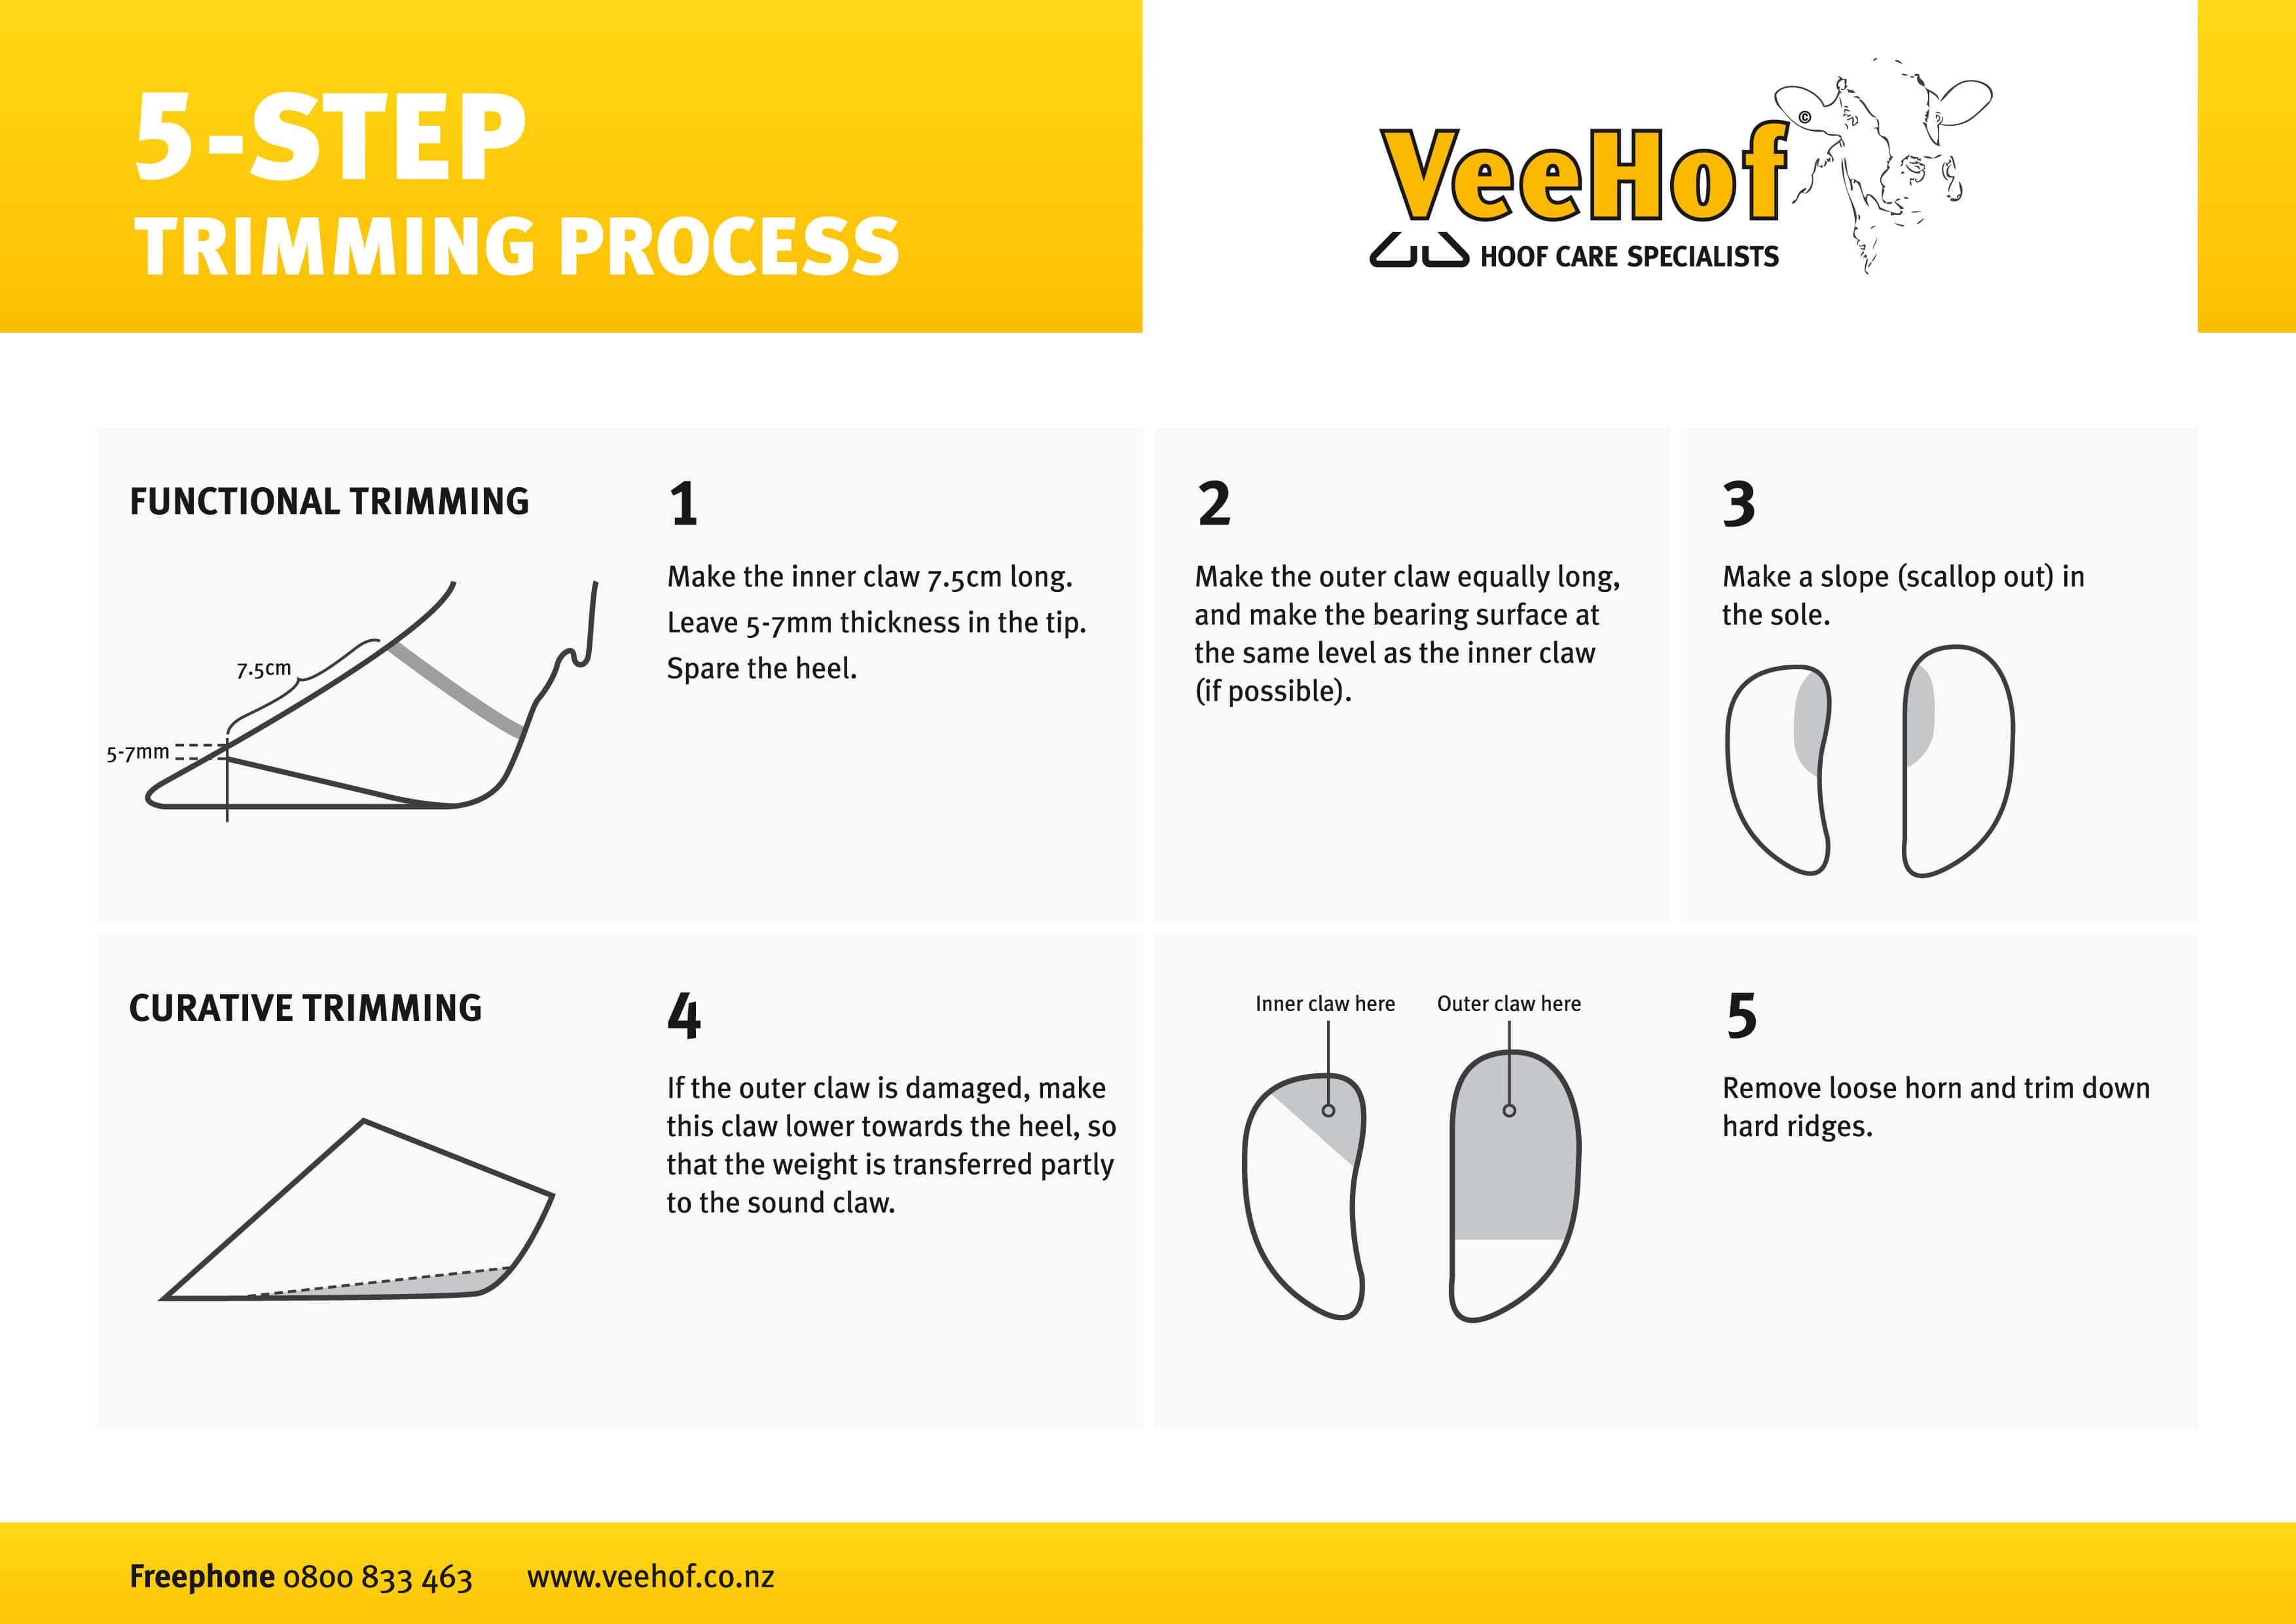 5-STEP
TRIMMING PROCESS
VeeHof
HOOF CARE SPECIALISTS
©
FUNCTIONAL TRIMMING
7.5cm
5-7mm
1
Make the inner claw 7.5cm long.
Leave 5-7mm thickness in the tip.
Spare the heel.
2
Make the outer claw equally long,
and make the bearing surface at
the same level as the inner claw
(if possible).
3
Make a slope (scallop out) in
the sole.
CURATIVE TRIMMING
4
If the outer claw is damaged, make
this claw lower towards the heel, so
that the weight is transferred partly
to the sound claw.
Inner claw here
Outer claw here
5
Remove loose horn and trim down
hard ridges.
Freephone 0800 833 463 www.veehof.co.nz